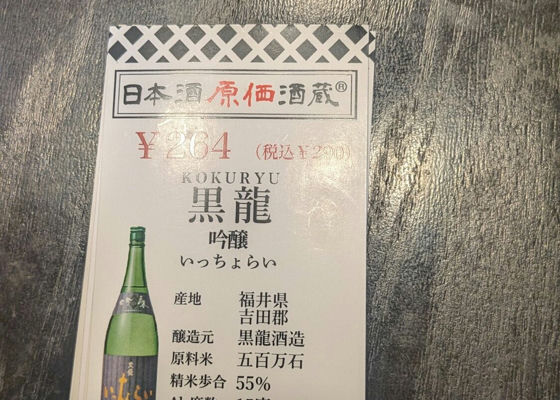 日本酒原価酒蔵®
￥264 (税込￥290)
KOKURYU
黒龍
吟醸
いっちょらい
産地 福井県
吉田郡
醸造元 黒龍酒造
原料米 五百万石
精米歩合 55%